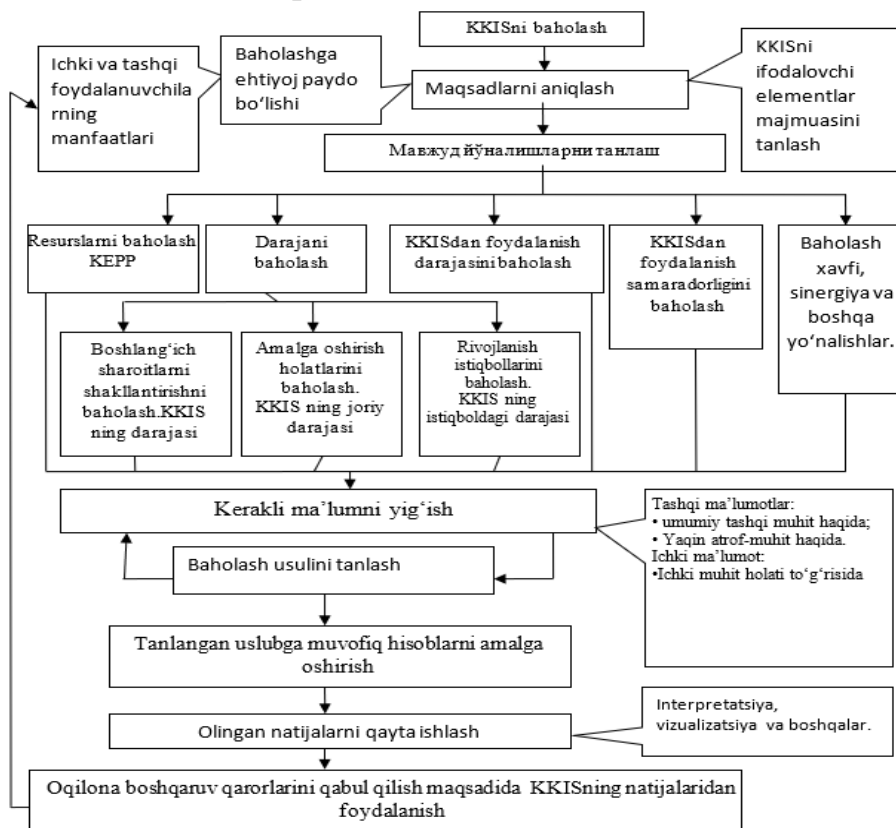 KKISni baholash
Ichki va tashqi
foydalanuvchila
rning
manfaatlari
Baholashga
ehtiyoj paydo
bo‘lishi
Maqsadlarni aniqlash
KKISni
ifodalovchi
elementlar
majmuasini
tanlash
Мавжуд йўналишларни танлаш
Resurslarni baholash
KEPP
Darajani
baholash
KKISdan foydalanish
darajasini baholash
KKISdan
foydalanish
samaradorligini
baholash
Baholash
xavfi,
sinergiya va
boshqa
yo‘nalishlar.
Boshlang‘ich
sharoitlarni
shakllantirishni
baholash.KKIS
ning darajasi
Amalga oshirish
holatlarini
baholash.
KKIS ning joriy
darajasi
Rivojlanish
istiqbollarini
baholash.
KKIS ning
istiqboldagi darajasi
Kerakli ma’lumni yig‘ish
Tashqi ma’lumotlar:
• umumiy tashqi muhit haqida;
• Yaqin atrof-muhit haqida.
Ichki ma’lumot:
•Ichki muhit holati to‘g‘risida
Baholash usulini tanlash
Tanlangan uslubga muvofiq hisoblarni amalga
oshirish
Olingan natijalarni qayta ishlash
Interpretatsiya,
vizualizatsiya va boshqalar.
Oqilona boshqaruv qarorlarini qabul qilish maqsadida KKISning natijalaridan
foydalanish